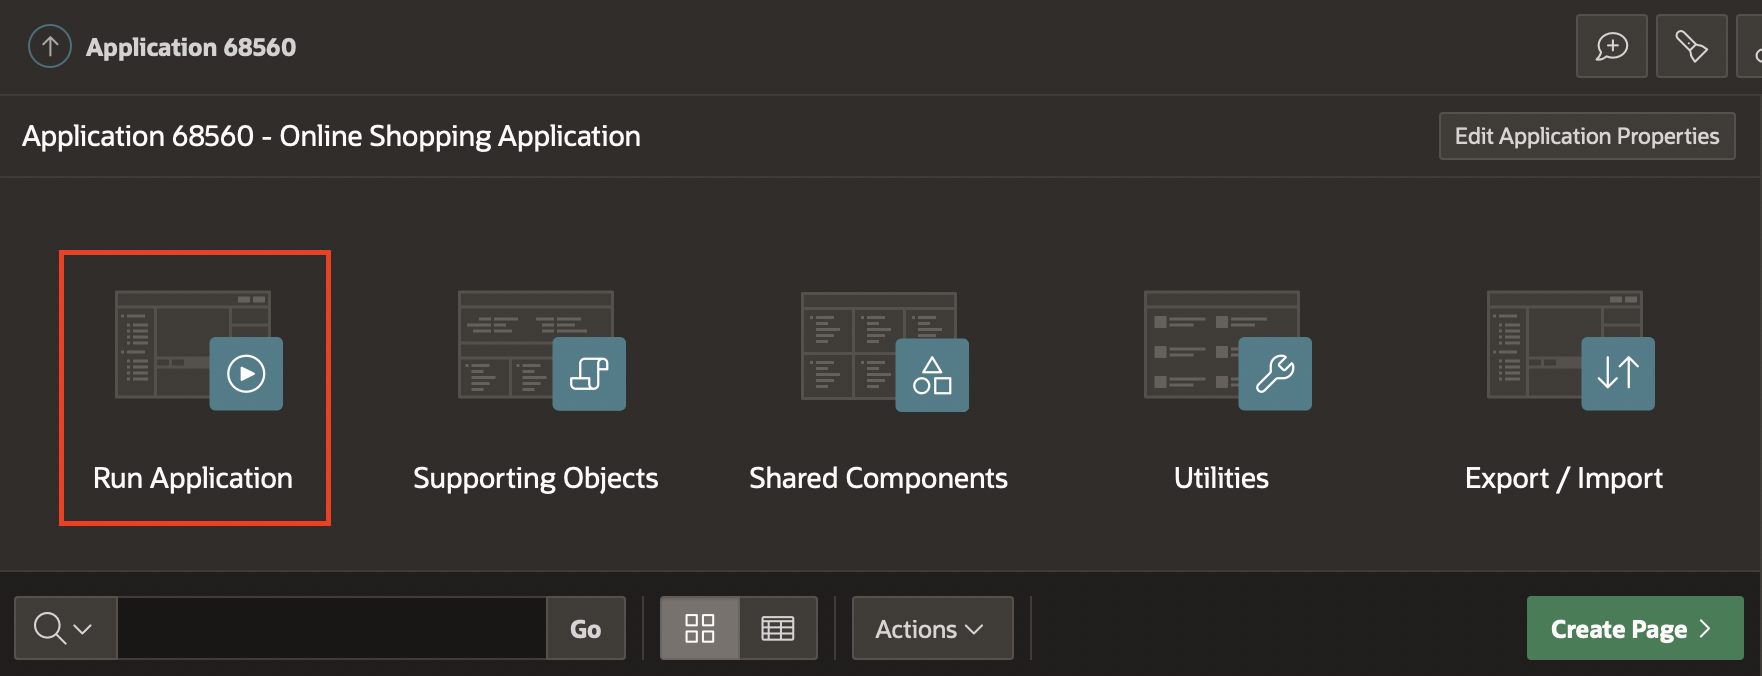 Application 68560
Application 68560 - Online Shopping Application
Edit Application Properties
Run Application
Supporting Objects
Shared Components
Utilities
Export / Import
Go
Actions
Create Page